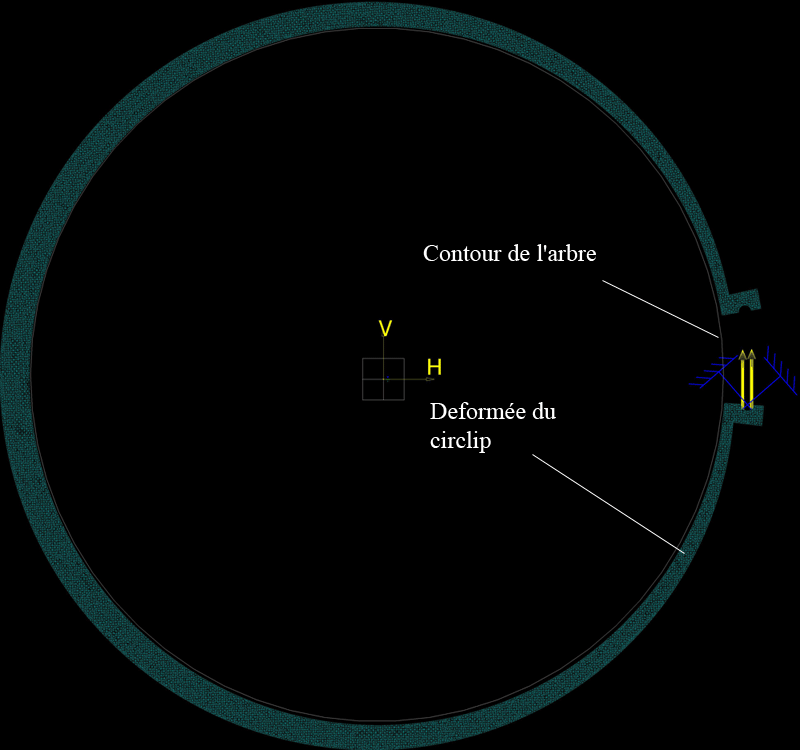 Contour de l'arbre
V
H
Deformée du
circlip